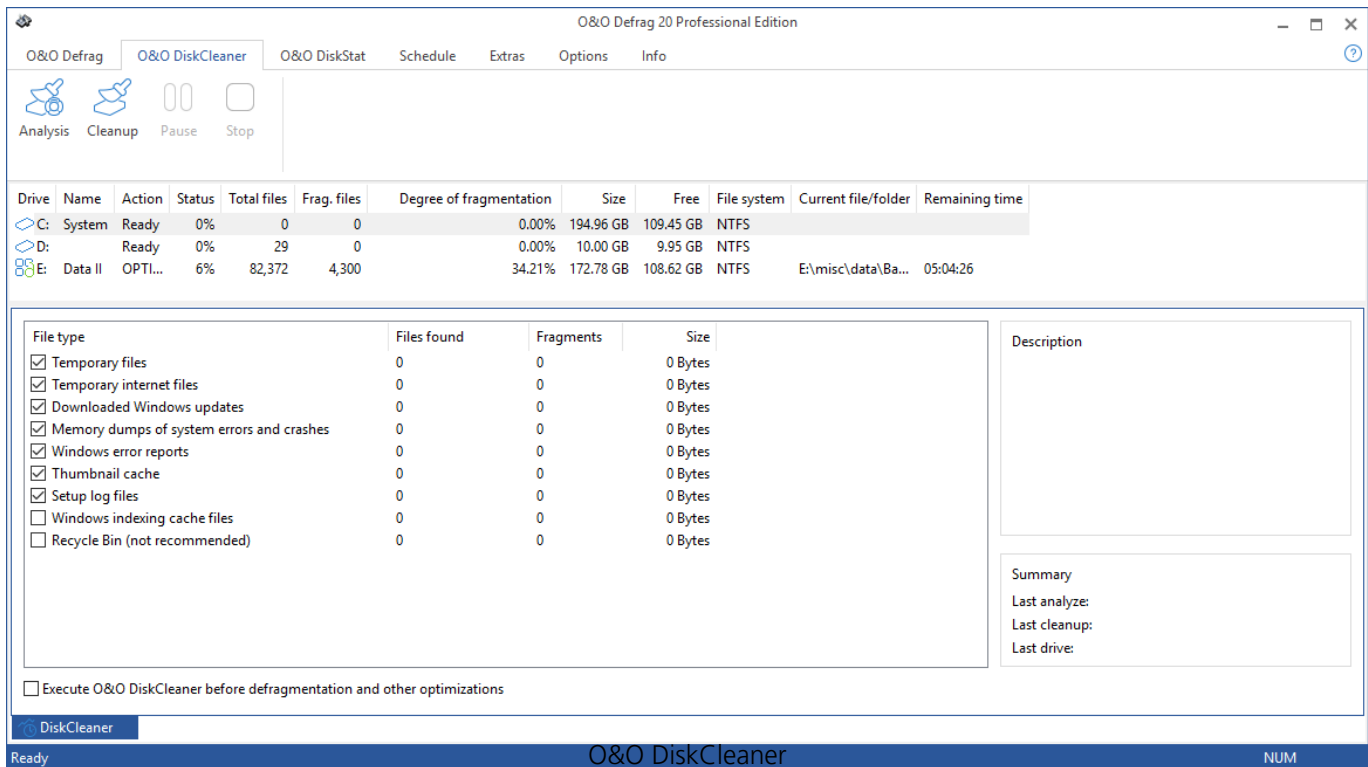 O&O Defrag 20 Professional Edition
O&O Defrag O&O DiskCleaner O&O DiskStat Schedule Extras Options Info
Analysis Cleanup Pause Stop
Drive Name Action Status Total files Frag. files Degree of fragmentation Size Free File system Current file/folder Remaining time
C: System Ready 0% 0 0 0.00% 194.96 GB 109.45 GB NTFS
D: Ready 0% 29 0 0.00% 10.00 GB 9.95 GB NTFS
E: Data II OPTI... 6% 82,372 4,300 34.21% 172.78 GB 108.62 GB NTFS E:\misc\data\Ba... 05:04:26
File type Files found Fragments Size
Temporary files 0 0 0 Bytes
Temporary internet files 0 0 0 Bytes
Downloaded Windows updates 0 0 0 Bytes
Memory dumps of system errors and crashes 0 0 0 Bytes
Windows error reports 0 0 0 Bytes
Thumbnail cache 0 0 0 Bytes
Setup log files 0 0 0 Bytes
Windows indexing cache files 0 0 0 Bytes
Recycle Bin (not recommended) 0 0 0 Bytes
Description
Summary
Last analyze:
Last cleanup:
Last drive:
Execute O&O DiskCleaner before defragmentation and other optimizations
DiskCleaner
Ready O&O DiskCleaner NUM